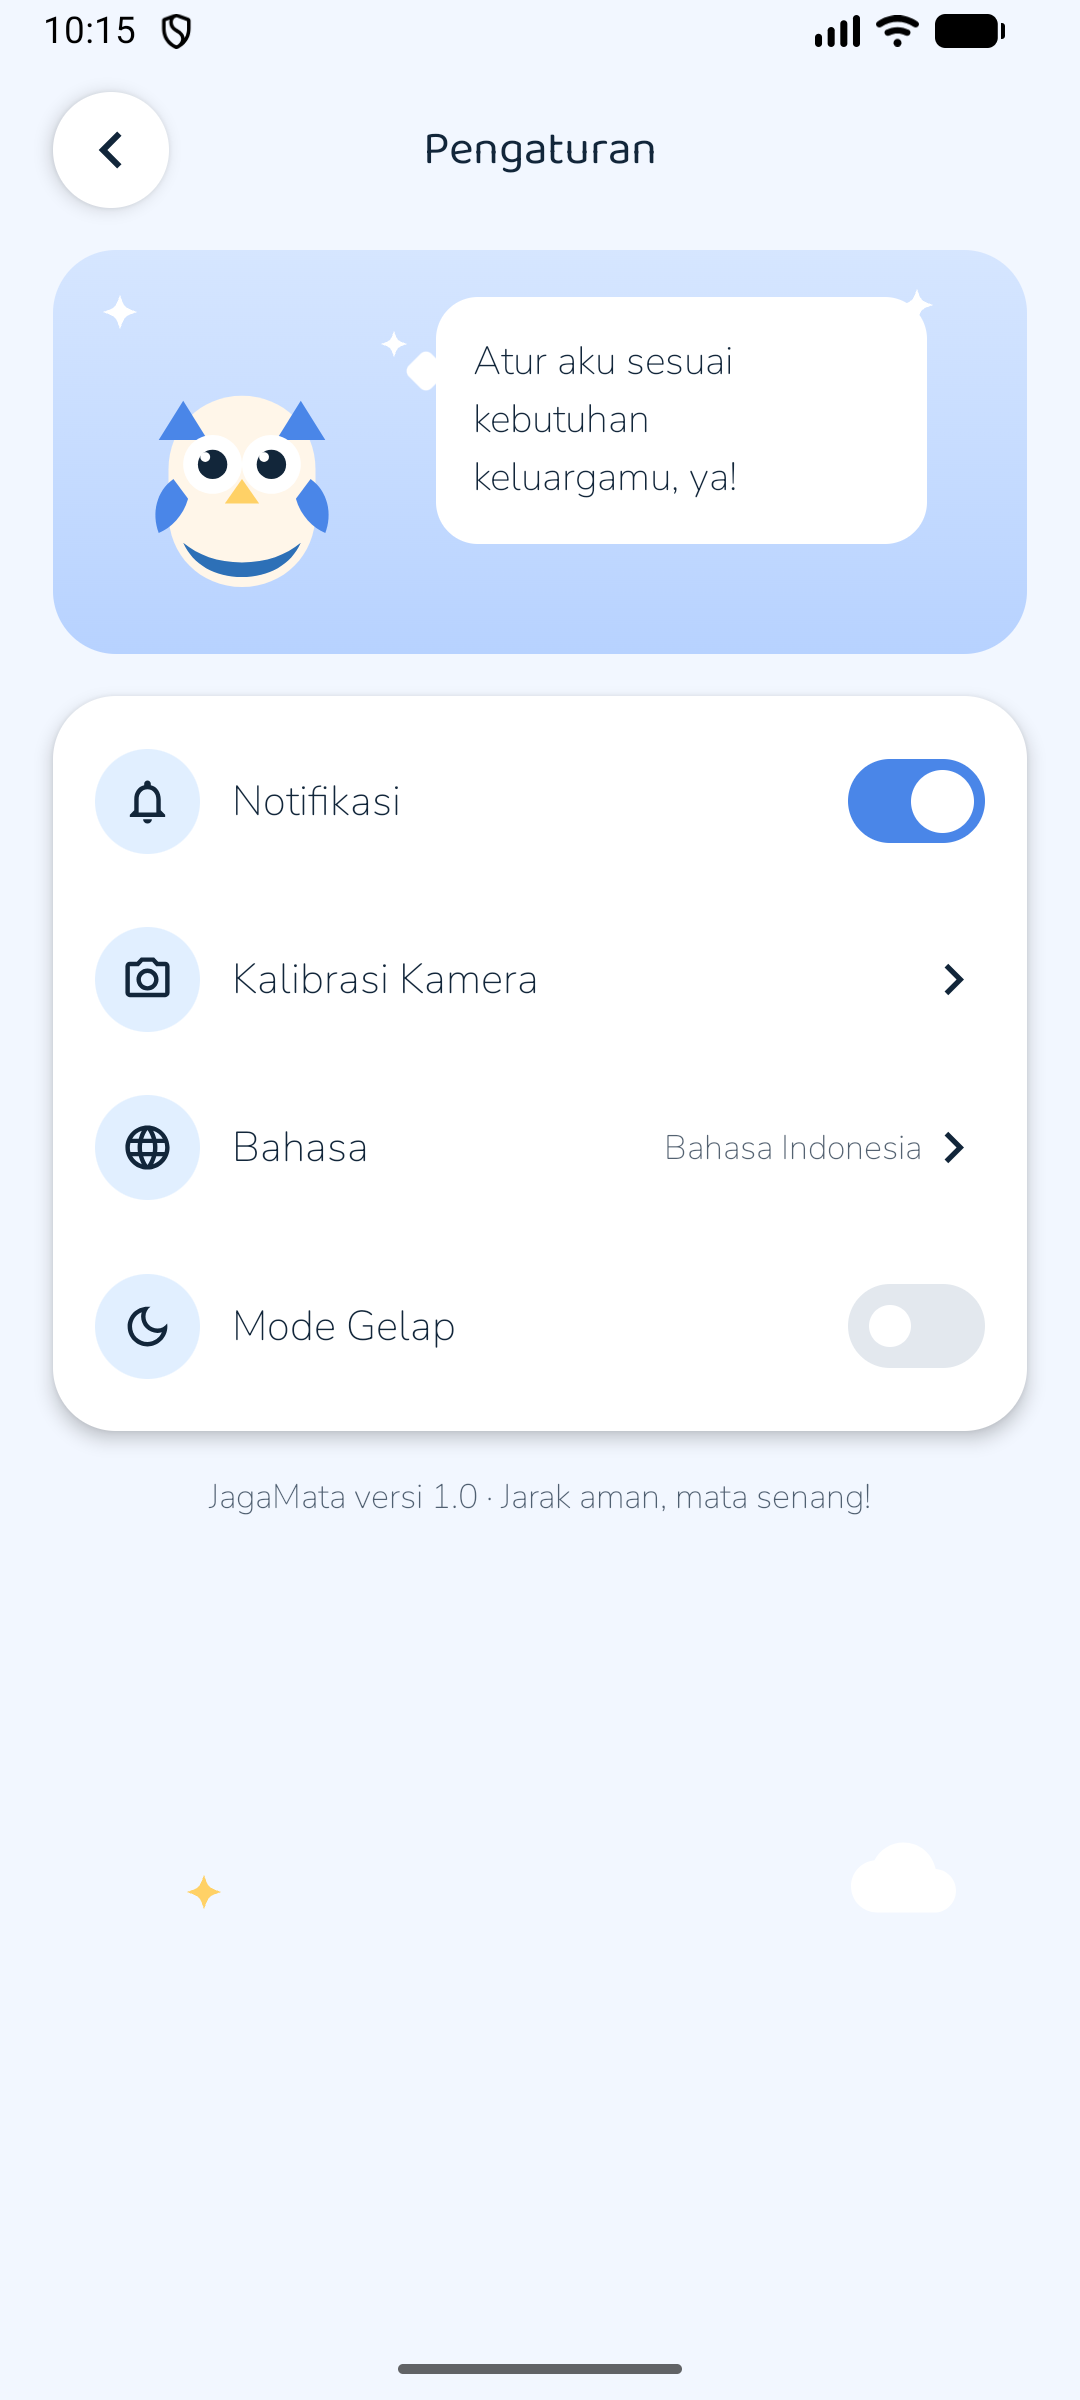 10:15
Pengaturan
Atur aku sesuai
kebutuhan
keluargamu, ya!
Notifikasi
Kalibrasi Kamera
Bahasa
Bahasa Indonesia
Mode Gelap
JagaMata versi 1.0 · Jarak aman, mata senang!